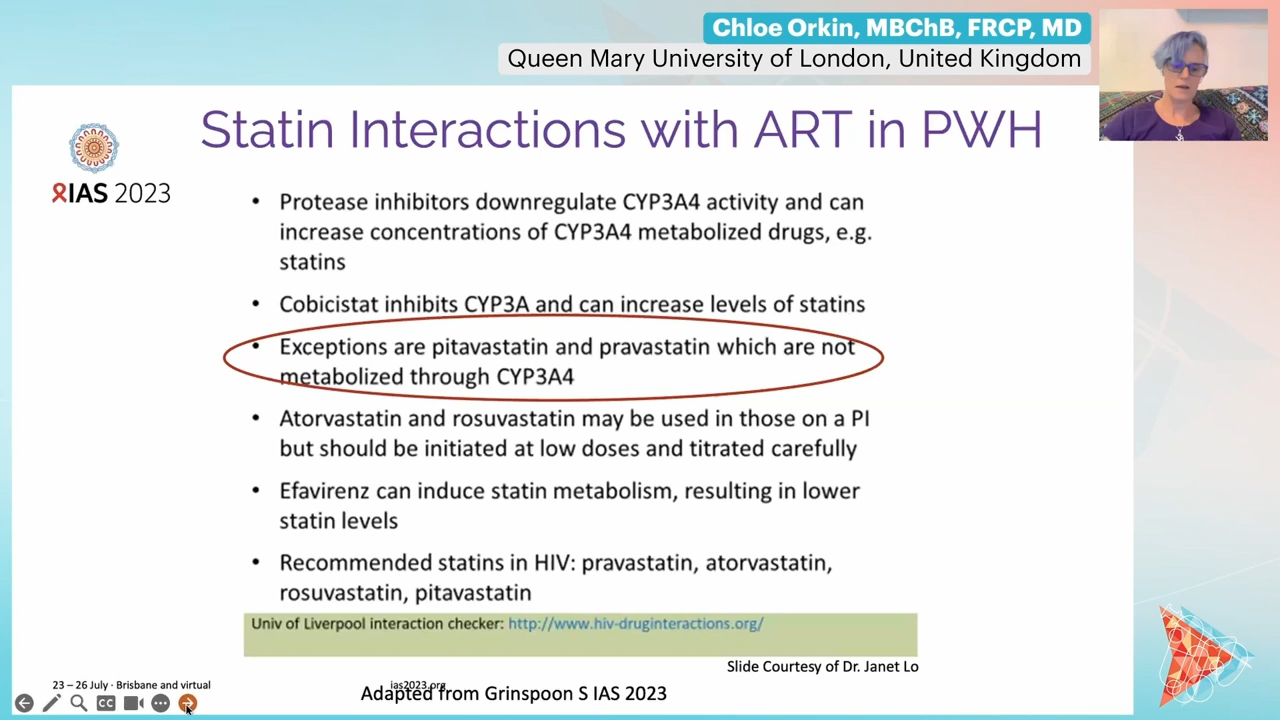 Chloe Orkin, MBChB, FRCP, MD
Queen Mary University of London, United Kingdom
Statin Interactions with ART in PWH
IAS 2023
• Protease inhibitors downregulate CYP3A4 activity and can
increase concentrations of CYP3A4 metabolized drugs, e.g.
statins
• Cobicistat inhibits CYP3A and can increase levels of statins
• Exceptions are pitavastatin and pravastatin which are not
metabolized through CYP3A4
• Atorvastatin and rosuvastatin may be used in those on a PI
but should be initiated at low doses and titrated carefully
• Efavirenz can induce statin metabolism, resulting in lower
statin levels
• Recommended statins in HIV: pravastatin, atorvastatin,
rosuvastatin, pitavastatin
Univ of Liverpool interaction checker: http://www.hiv-druginteractions.org/
Slide Courtesy of Dr. Janet Lo
23 – 26 July · Brisbane and virtual
ias2023.org
Adapted from Grinspoon S IAS 2023
CC